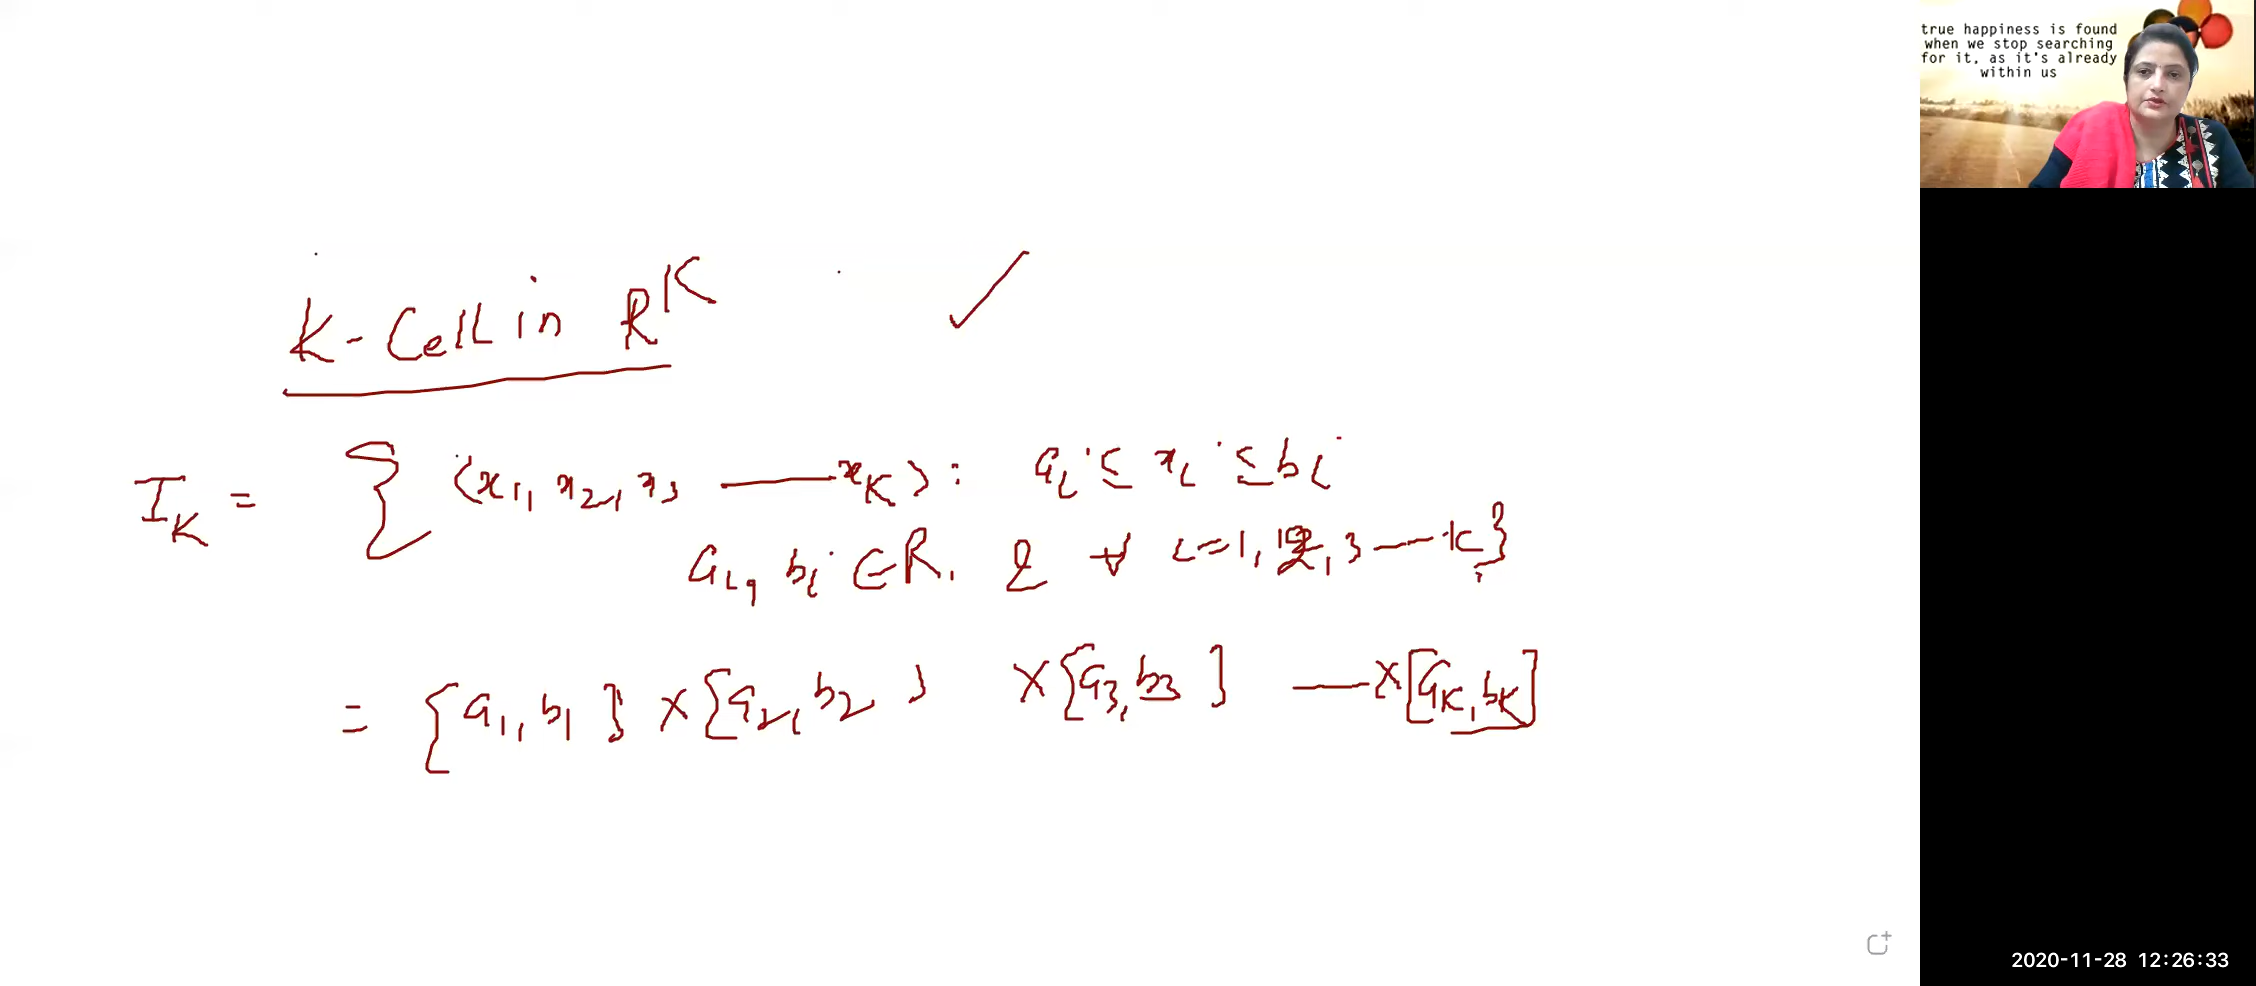 K-Cell in R^K ✓
I_K = { (x_1, x_2, x_3 —— x_K) : a_i ≤ x_i ≤ b_i
a_i, b_i ∈ R, & ∀ i = 1, 2, 3 — k }
= [a_1, b_1] × [a_2, b_2] × [a_3, b_3] — × [a_K, b_K]
true happiness is found
when we stop searching
for it, as it's already
within us
2020-11-28 12:26:33